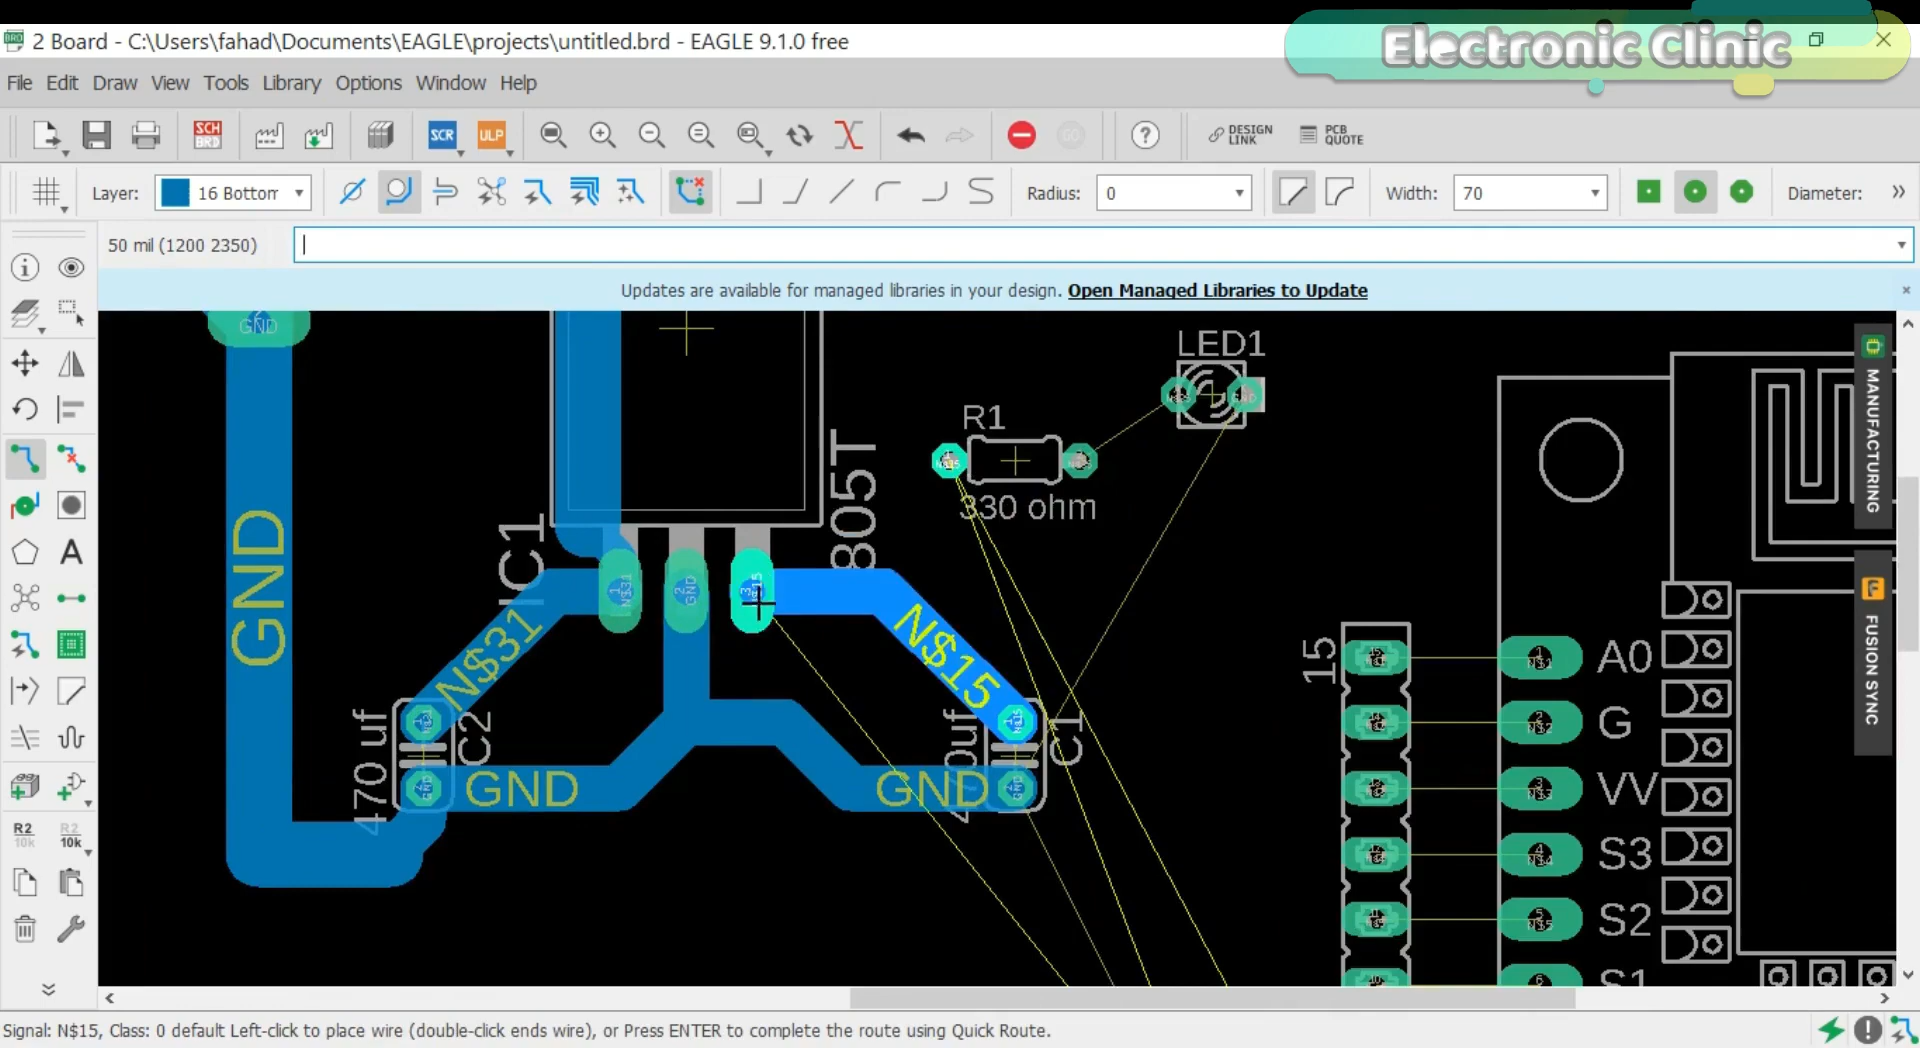 2 Board - C:\Users\fahad\Documents\EAGLE\projects\untitled.brd - EAGLE 9.1.0 free
Electronic Clinic
File Edit Draw View Tools Library Options Window Help
SCH BRD SCR ULP DESIGN LINK PCB QUOTE
Layer: 16 Bottom Radius: 0 Width: 70 Diameter:
50 mil (1200 2350)
Updates are available for managed libraries in your design. Open Managed Libraries to Update
GND
LED1
R1
330 ohm
MANUFACTURING
GND
IC1
805T
GND
N$31
N$15
15
A0
FUSION SYNC
470 uf
C2
C1
G
GND
GND
VV
S3
S2
S1
R2 10k
R2 10k
Signal: N$15, Class: 0 default Left-click to place wire (double-click ends wire), or Press ENTER to complete the route using Quick Route.